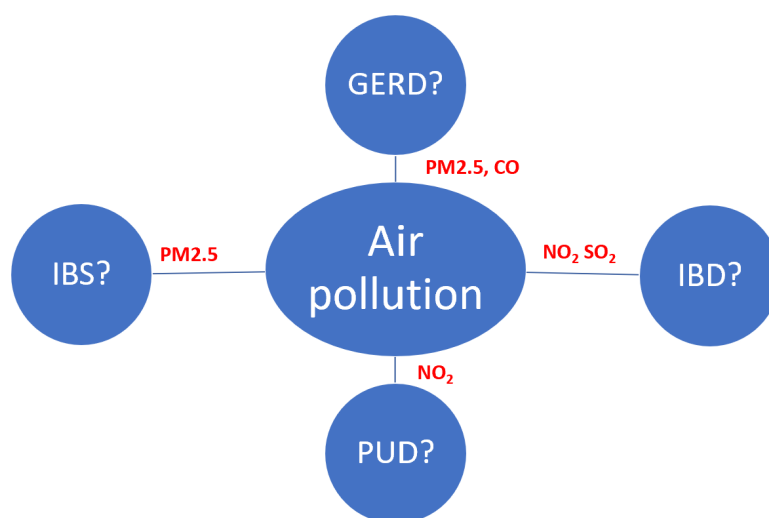 GERD?
PM2.5, CO
Air
pollution
IBS?
PM2.5
NO₂ SO₂
IBD?
NO₂
PUD?